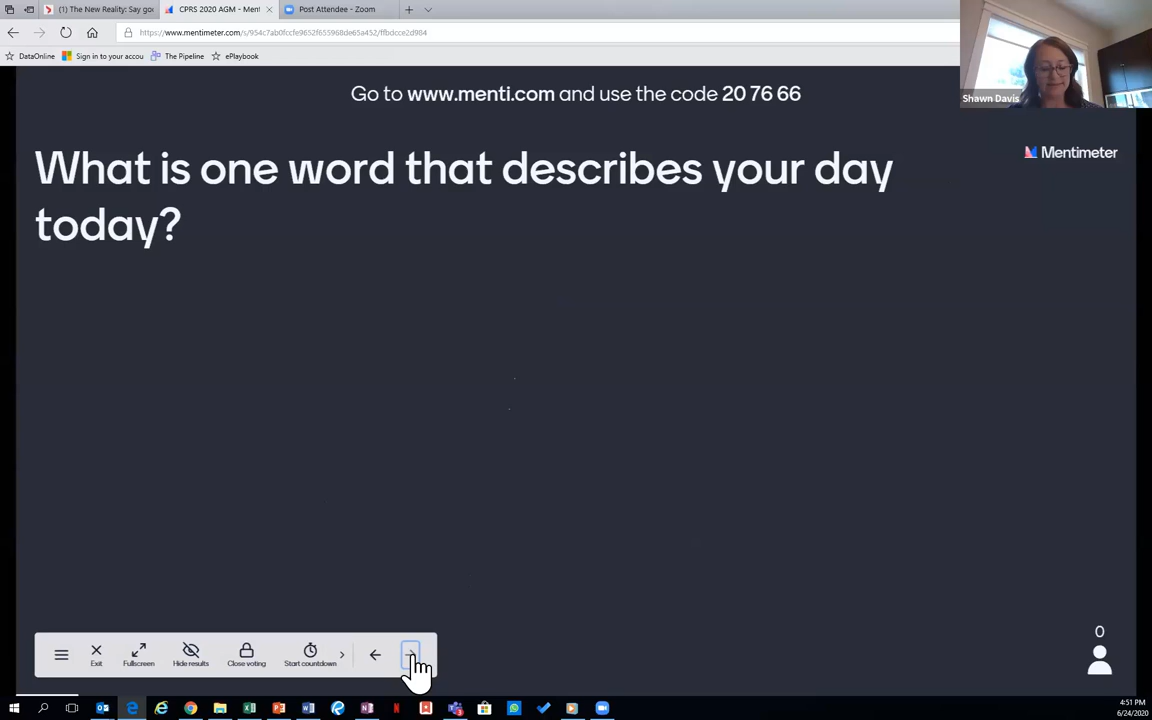 (1) The New Reality: Say goo
CPRS 2020 AGM - Menti
Post Attendee - Zoom
https://www.mentimeter.com/s/954c7ab0fccfe9652f655968de65a452/ffbdcce2d984
DataOnline
Sign in to your accou
The Pipeline
ePlaybook
Shawn Davis
Go to www.menti.com and use the code 20 76 66
Mentimeter
What is one word that describes your day
today?
0
Exit
Fullscreen
Hide results
Close voting
Start countdown
4:51 PM
6/24/2020